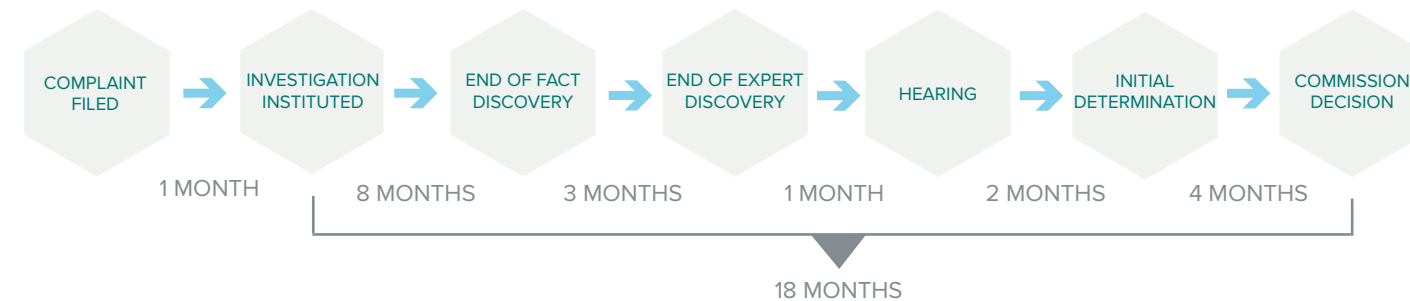 COMPLAINT
FILED
INVESTIGATION
INSTITUTED
END OF FACT
DISCOVERY
END OF EXPERT
DISCOVERY
HEARING
INITIAL
DETERMINATION
COMMISSION
DECISION
1 MONTH
8 MONTHS
3 MONTHS
1 MONTH
2 MONTHS
4 MONTHS
18 MONTHS